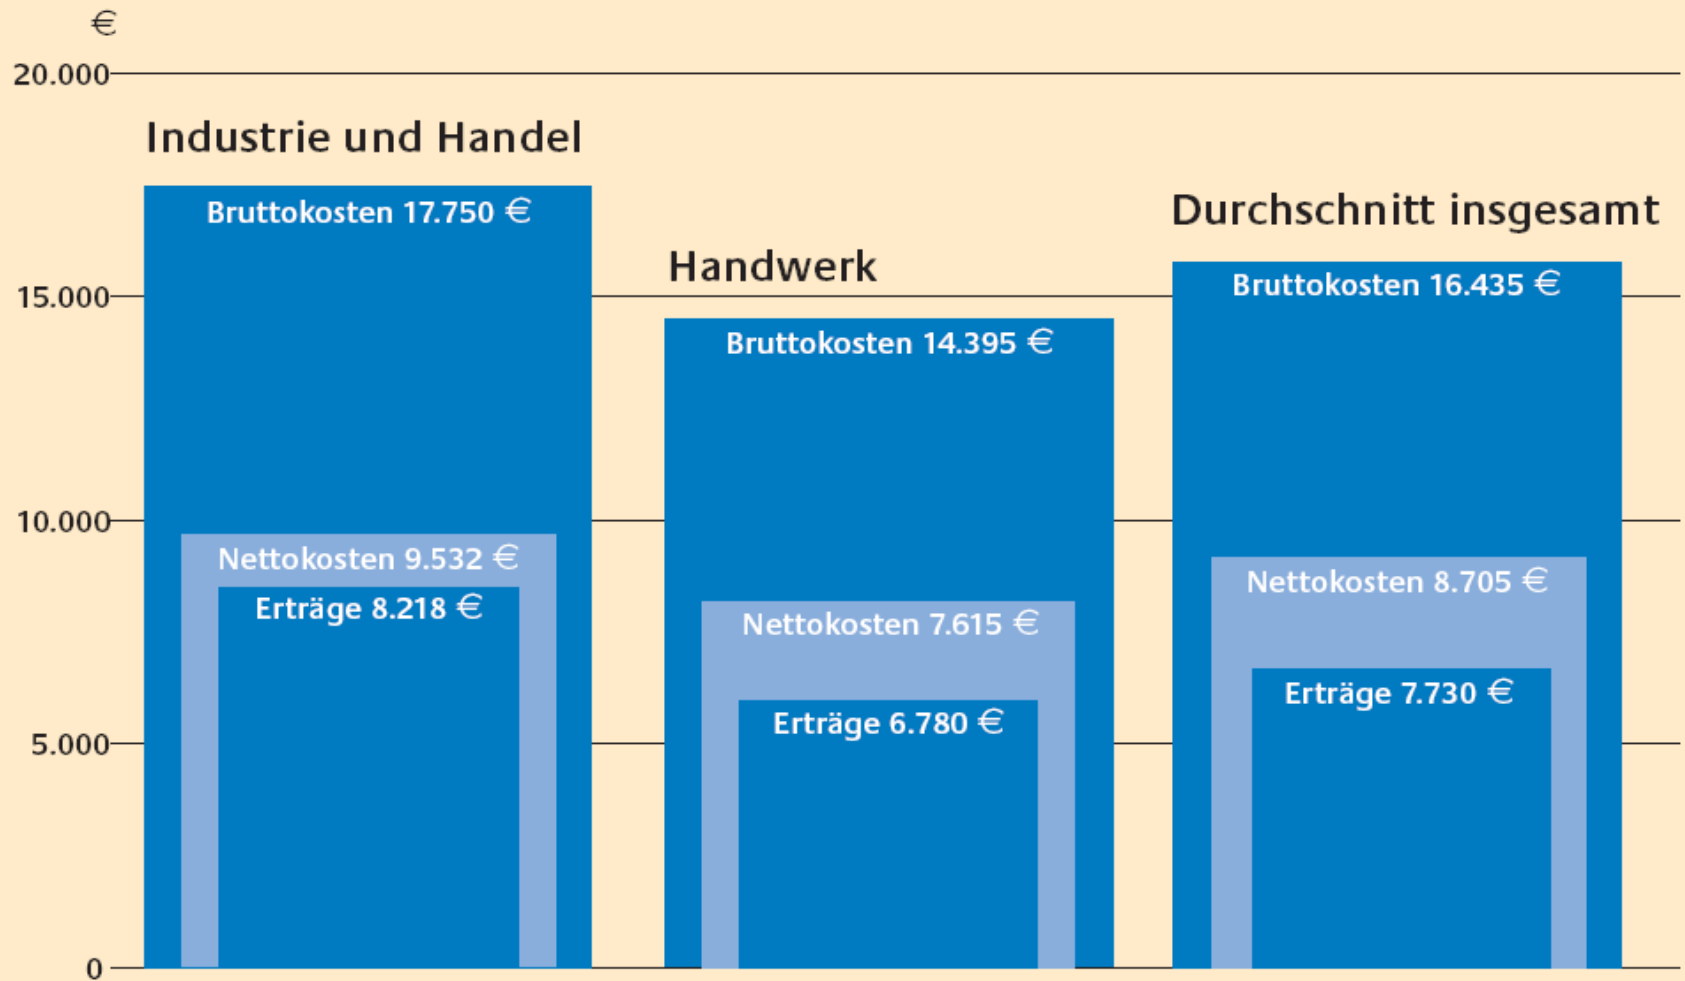 €
20.000
Industrie und Handel
Bruttokosten 17.750 €
Durchschnitt insgesamt
Handwerk
Bruttokosten 16.435 €
15.000
Bruttokosten 14.395 €
10.000
Nettokosten 9.532 €
Nettokosten 8.705 €
Erträge 8.218 €
Nettokosten 7.615 €
Erträge 7.730 €
Erträge 6.780 €
5.000
0